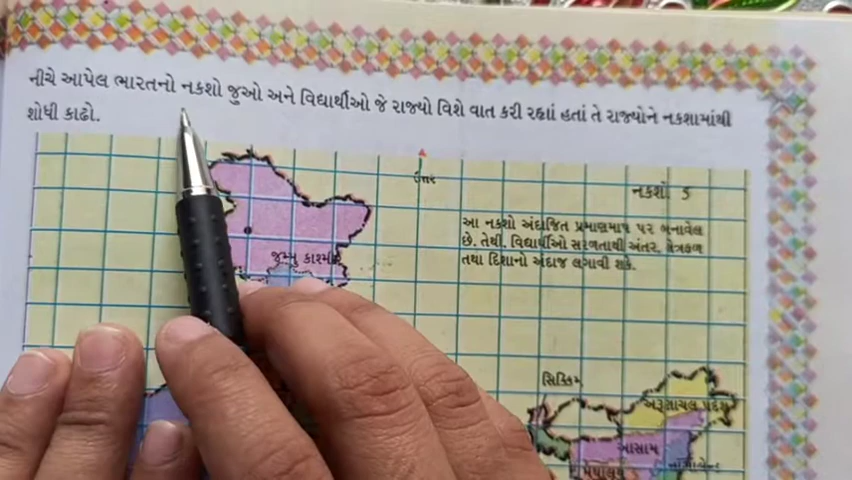 નીચે આપેલ ભારતનો નકશો જુઓ અને વિદ્યાર્થીઓ જે રાજ્યો વિશે વાત કરી રહ્યાં હતાં તે રાજ્યોને નકશામાંથી
શોધી કાઢો.
ઉત્તર
નકશો 5
આ નકશો અંદાજિત પ્રમાણમાપ પર બનાવેલ
છે. તેથી, વિદ્યાર્થીઓ સરળતાથી અંતર, ક્ષેત્રફળ
તથા દિશાનો અંદાજ લગાવી શકે.
જમ્મુ કાશ્મીર
સિક્કિમ
અરૂણાચલ પ્રદેશ
આસામ
નાગાલેન્ડ
મેઘાલય